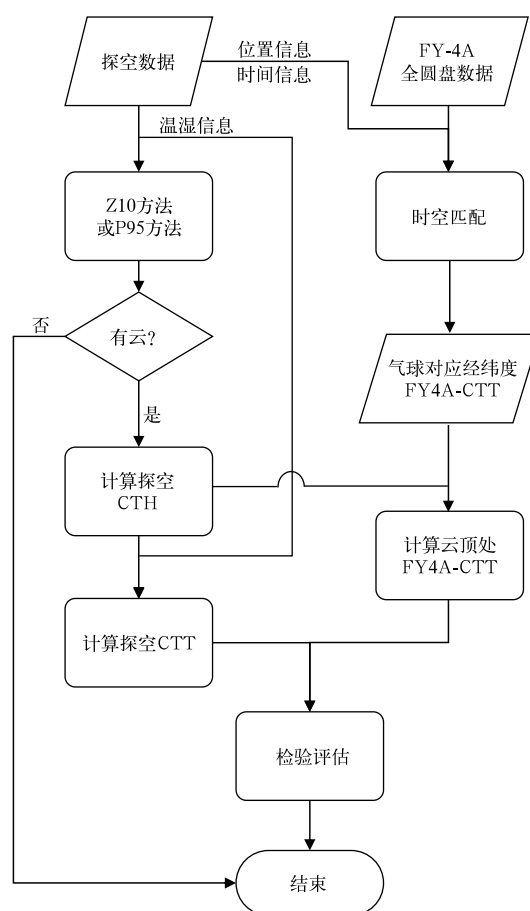 探空数据
位置信息
时间信息
FY-4A
全圆盘数据
温湿信息
Z10方法
或P95方法
时空匹配
有云?
否
是
气球对应经纬度
FY4A-CTT
计算探空
CTH
计算云顶处
FY4A-CTT
计算探空CTT
检验评估
结束